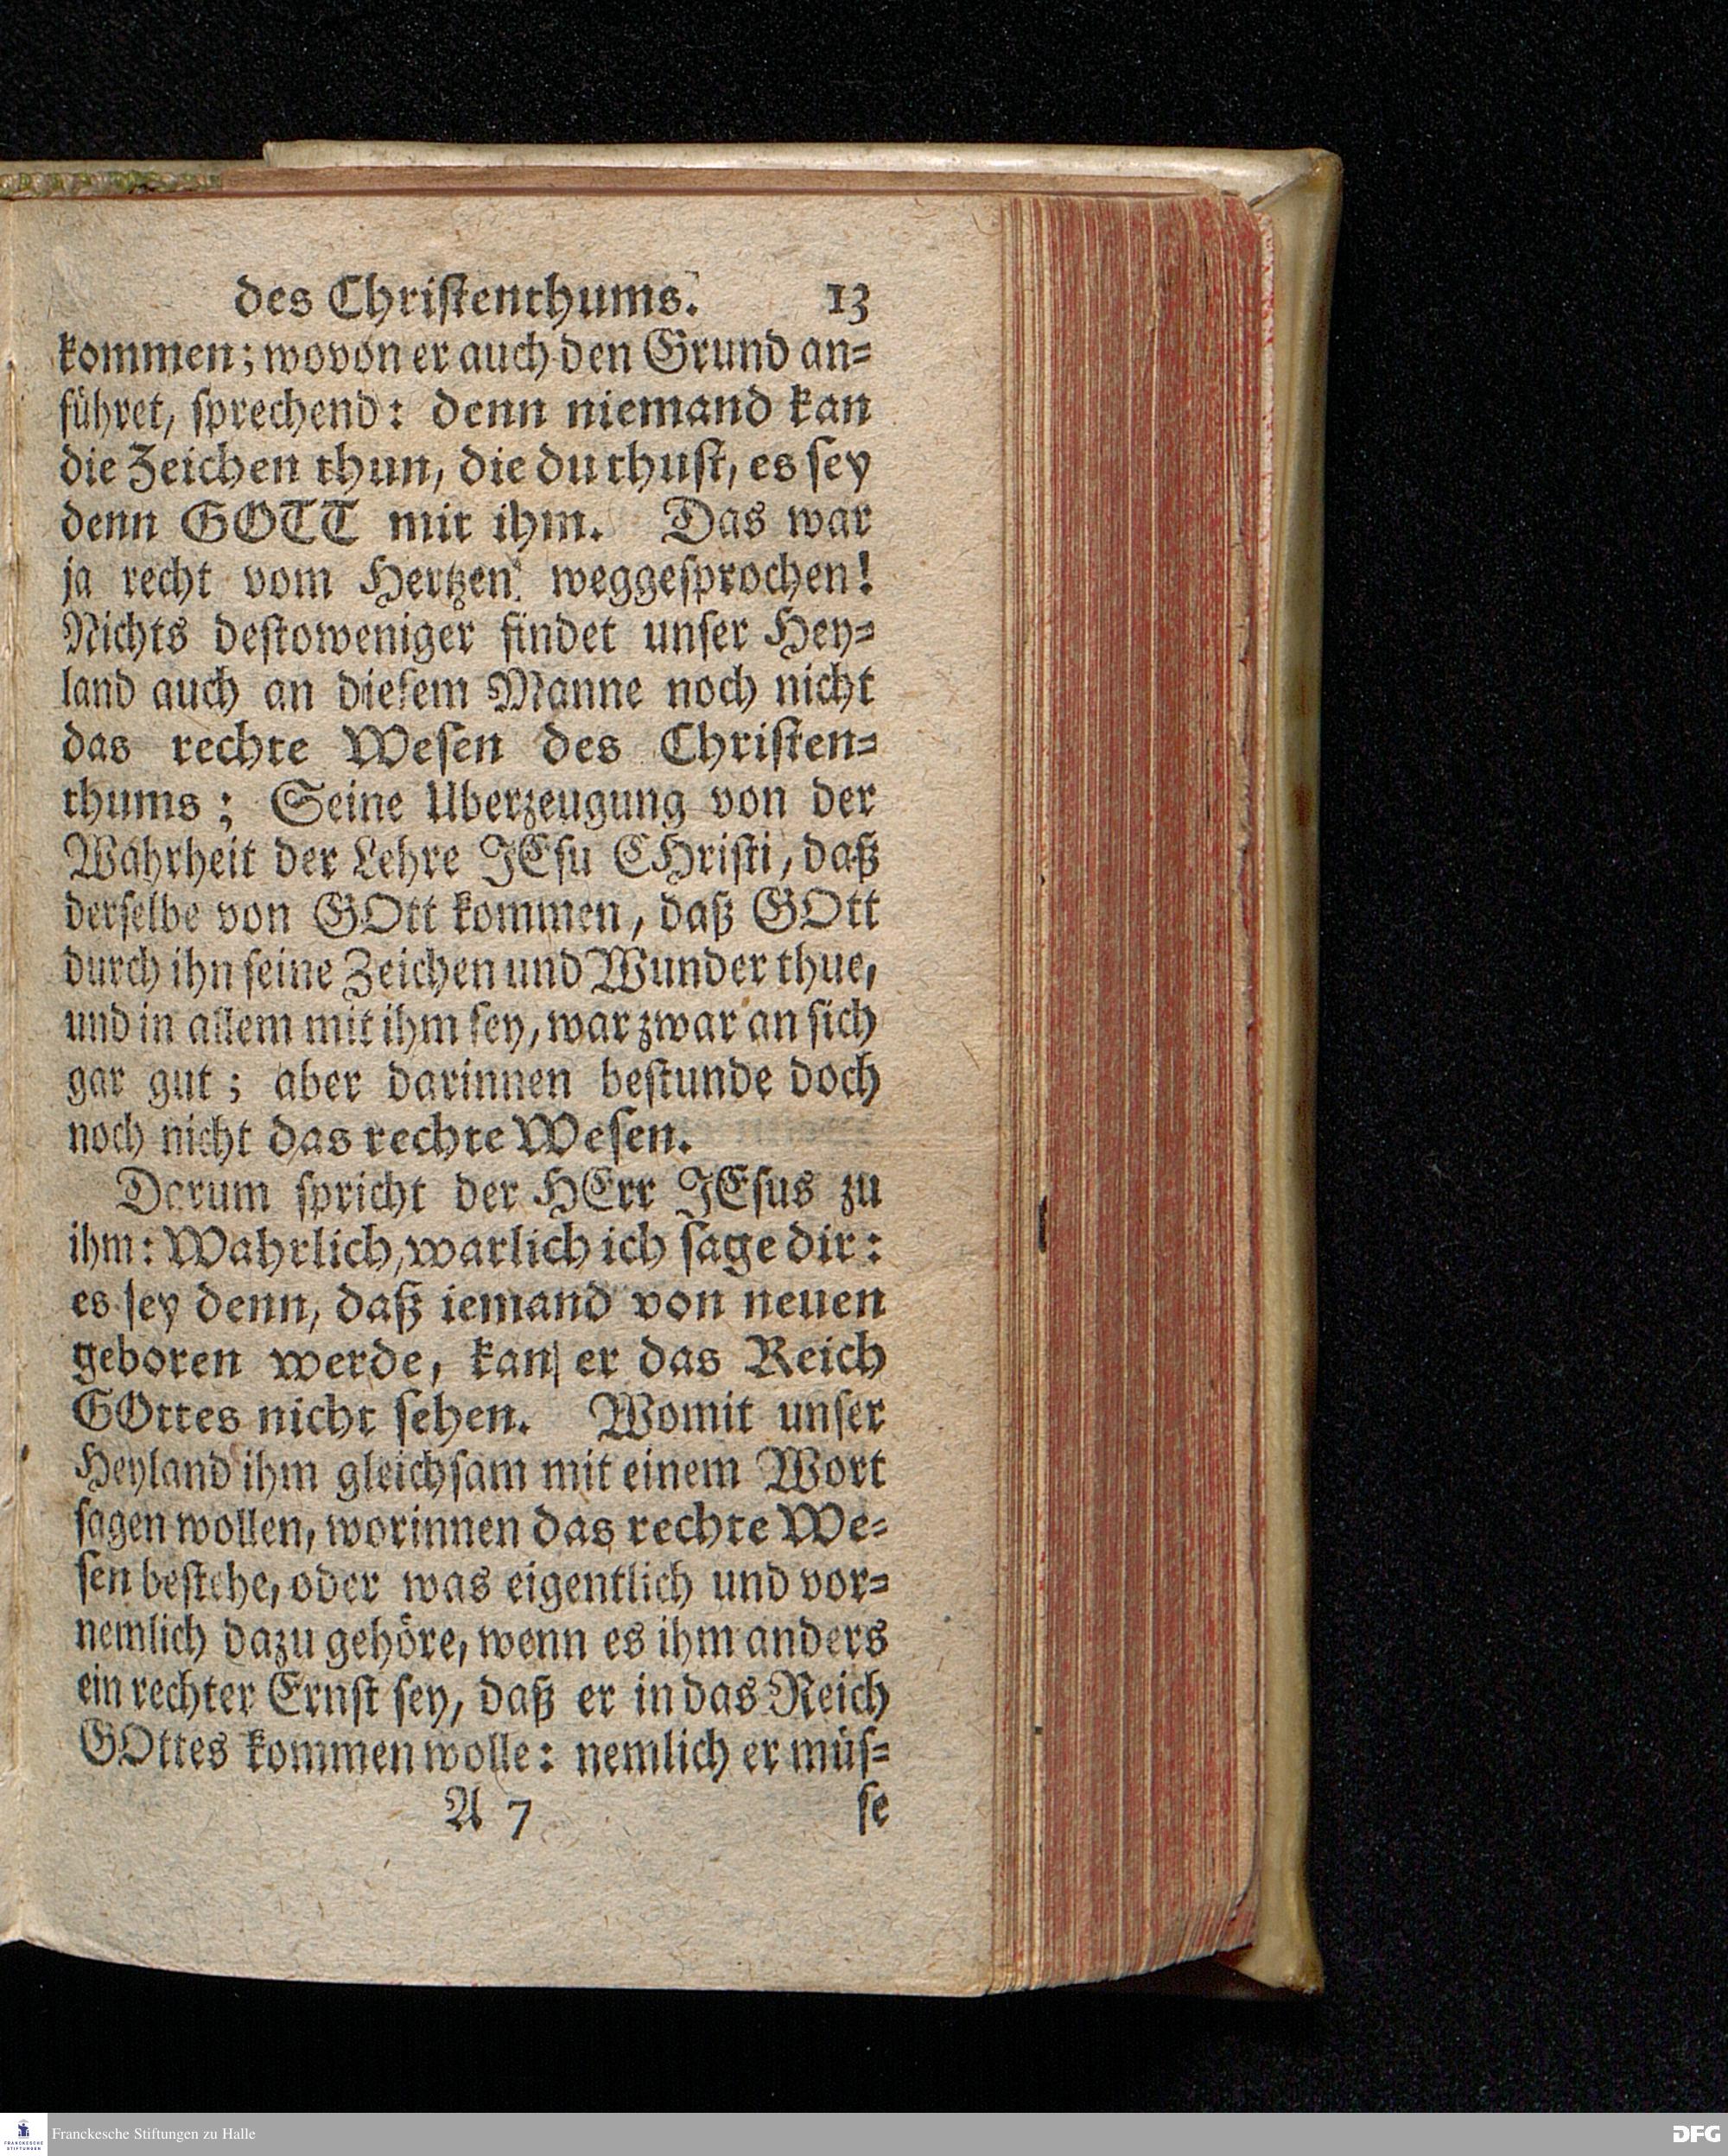 des Christenthums. 13
kommen; wovon er auch den Grund an-
führet, sprechend: denn niemand kan
die Zeichen thun, die du thust, es sey
denn GOTT mit ihm. Das war
ja recht vom Hertzen weggesprochen!
Nichts destoweniger findet unser Hey-
land auch an diesem Manne noch nicht
das rechte Wesen des Christen-
thums; Seine Uberzeugung von der
Wahrheit der Lehre JEsu CHristi, daß
derselbe von GOtt kommen, daß GOtt
durch ihn seine Zeichen und Wunder thue,
und in allem mit ihm sey, war zwar an sich
gar gut; aber darinnen bestunde doch
noch nicht das rechte Wesen.
Darum spricht der HErr JEsus zu
ihm: Wahrlich, warlich ich sage dir:
es sey denn, daß iemand von neuen
geboren werde, kan er das Reich
GOttes nicht sehen. Womit unser
Heyland ihm gleichsam mit einem Wort
sagen wollen, worinnen das rechte We-
sen bestehe, oder was eigentlich und vor-
nemlich dazu gehöre, wenn es ihm anders
ein rechter Ernst sey, daß er in das Reich
GOttes kommen wolle: nemlich er müs-
A 7 se
Franckesche Stiftungen zu Halle
FRANCKESCHE STIFTUNGEN
DFG